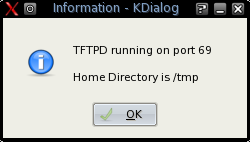 Information - KDialog
TFTPD running on port 69
Home Directory is /tmp
OK